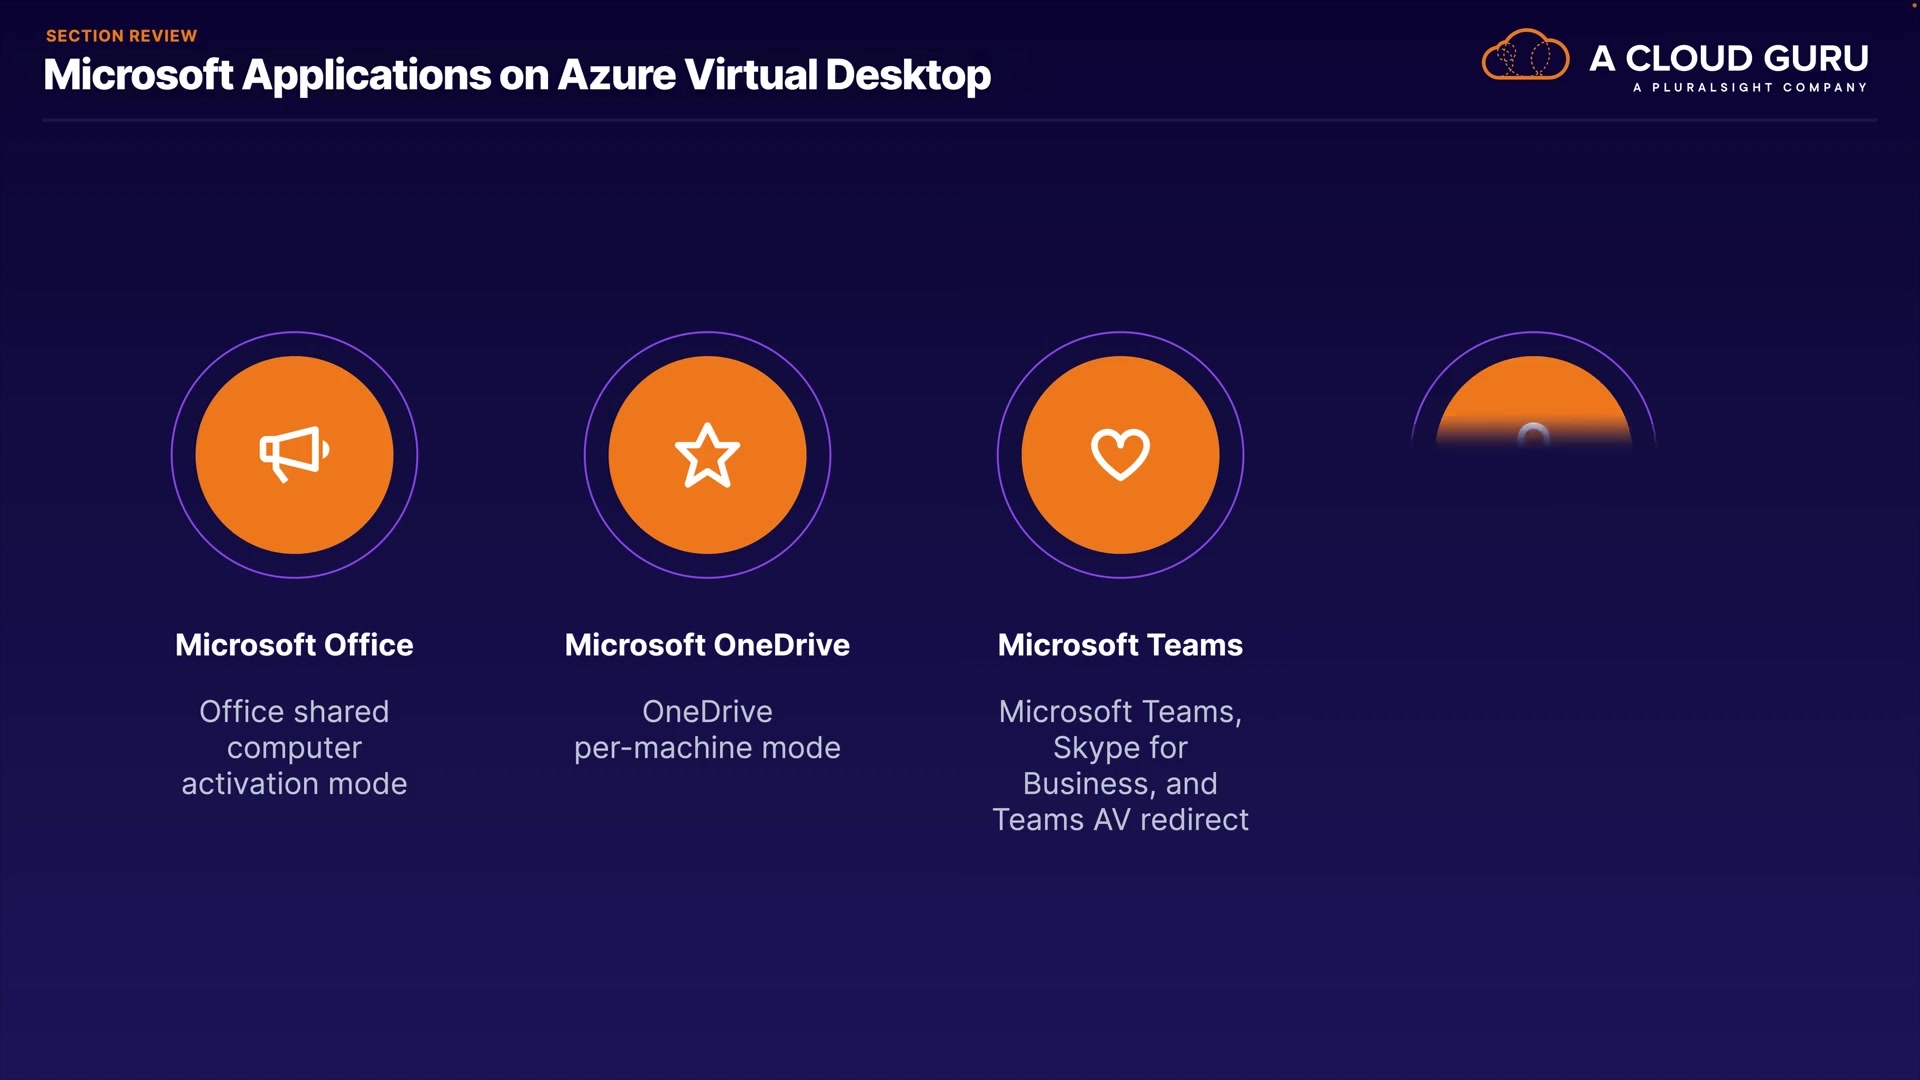 SECTION REVIEW
Microsoft Applications on Azure Virtual Desktop
A CLOUD GURU
A PLURALSIGHT COMPANY
Microsoft Office
Office shared
computer
activation mode
Microsoft OneDrive
OneDrive
per-machine mode
Microsoft Teams
Microsoft Teams,
Skype for
Business, and
Teams AV redirect